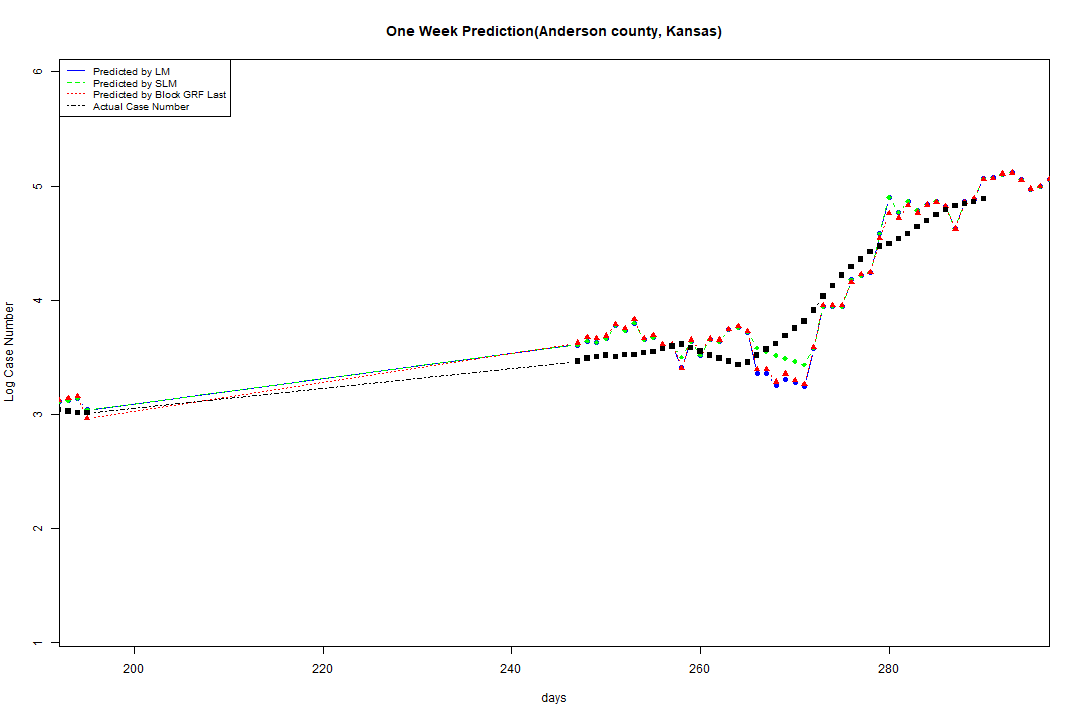 One Week Prediction(Anderson county, Kansas)
Predicted by LM
Predicted by SLM
Predicted by Block GRF Last
Actual Case Number
Log Case Number
6
5
4
3
2
1
200 220 240 260 280
days